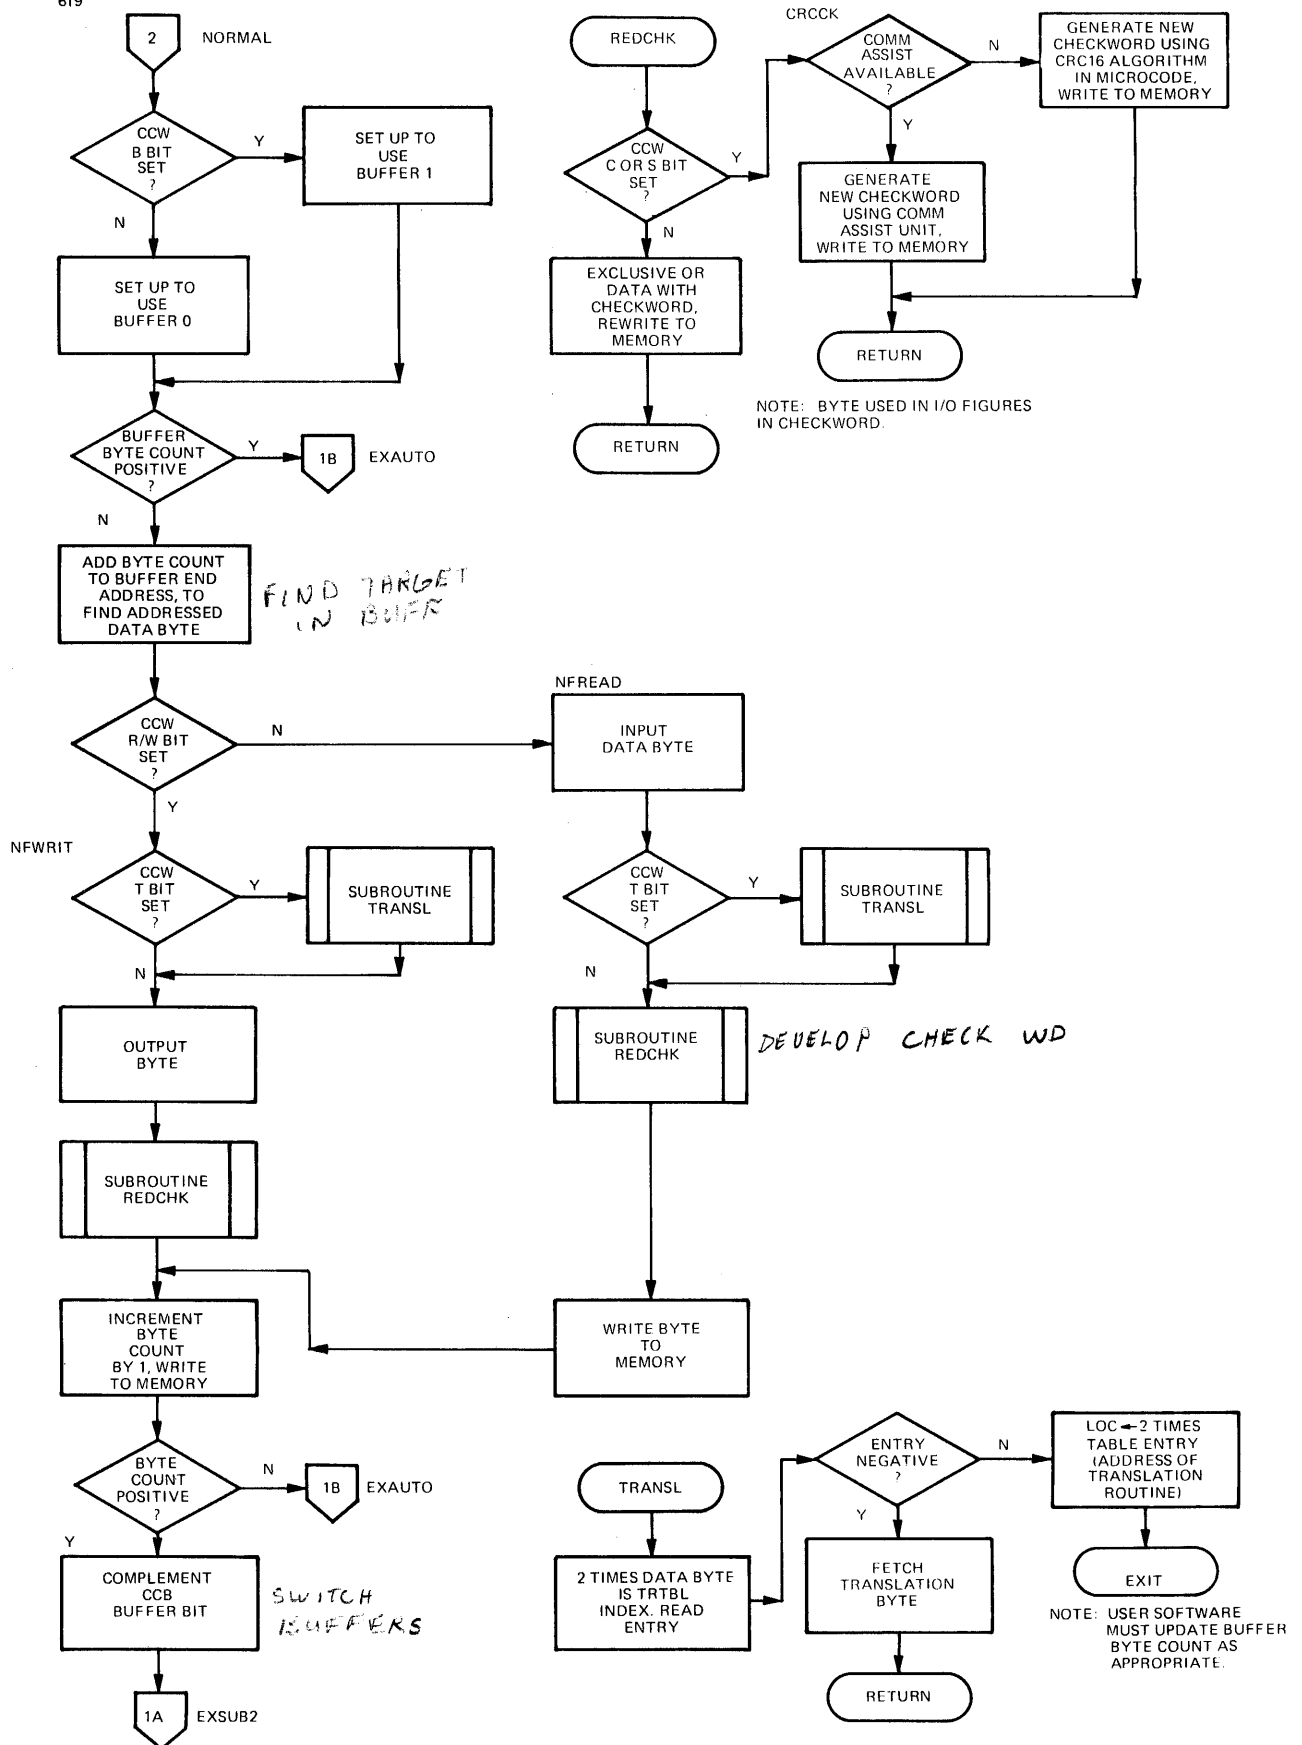 619
2
NORMAL
CCW
B BIT
SET
?
Y
SET UP TO
USE
BUFFER 1
N
SET UP TO
USE
BUFFER 0
BUFFER
BYTE COUNT
POSITIVE
?
Y
1B
EXAUTO
N
ADD BYTE COUNT
TO BUFFER END
ADDRESS, TO
FIND ADDRESSED
DATA BYTE
FIND TARGET
IN BUFR
CCW
R/W BIT
SET
?
N
Y
NFREAD
INPUT
DATA BYTE
NFWRIT
CCW
T BIT
SET
?
Y
SUBROUTINE
TRANSL
N
CCW
T BIT
SET
?
Y
SUBROUTINE
TRANSL
N
OUTPUT
BYTE
SUBROUTINE
REDCHK
DEVELOP CHECK WD
SUBROUTINE
REDCHK
INCREMENT
BYTE
COUNT
BY 1, WRITE
TO MEMORY
WRITE BYTE
TO
MEMORY
BYTE
COUNT
POSITIVE
?
N
1B
EXAUTO
Y
COMPLEMENT
CCB
BUFFER BIT
SWITCH
BUFFERS
1A
EXSUB2
REDCHK
CCW
C OR S BIT
SET
?
Y
N
EXCLUSIVE OR
DATA WITH
CHECKWORD,
REWRITE TO
MEMORY
RETURN
CRCCK
COMM
ASSIST
AVAILABLE
?
N
GENERATE NEW
CHECKWORD USING
CRC16 ALGORITHM
IN MICROCODE,
WRITE TO MEMORY
Y
GENERATE
NEW CHECKWORD
USING COMM
ASSIST UNIT,
WRITE TO MEMORY
RETURN
NOTE: BYTE USED IN I/O FIGURES
IN CHECKWORD.
TRANSL
2 TIMES DATA BYTE
IS TRTBL
INDEX. READ
ENTRY
ENTRY
NEGATIVE
?
N
LOC ← 2 TIMES
TABLE ENTRY
(ADDRESS OF
TRANSLATION
ROUTINE)
Y
FETCH
TRANSLATION
BYTE
RETURN
EXIT
NOTE: USER SOFTWARE
MUST UPDATE BUFFER
BYTE COUNT AS
APPROPRIATE.